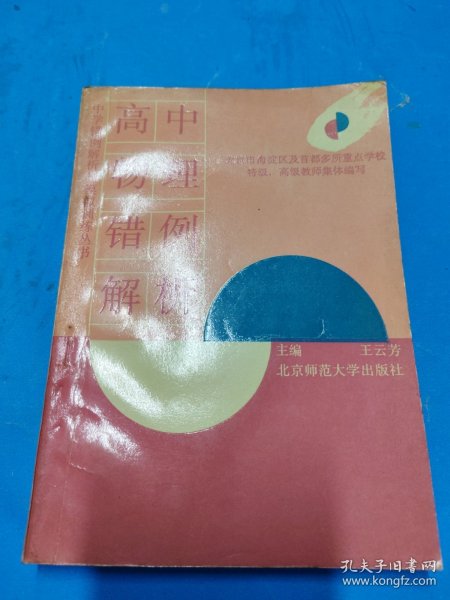 高中
物理
错例
解析
北京市海淀区及首都多所重点学校
特级、高级教师集体编写
主编 王云芳
北京师范大学出版社
孔夫子旧书网
www.kongfz.com